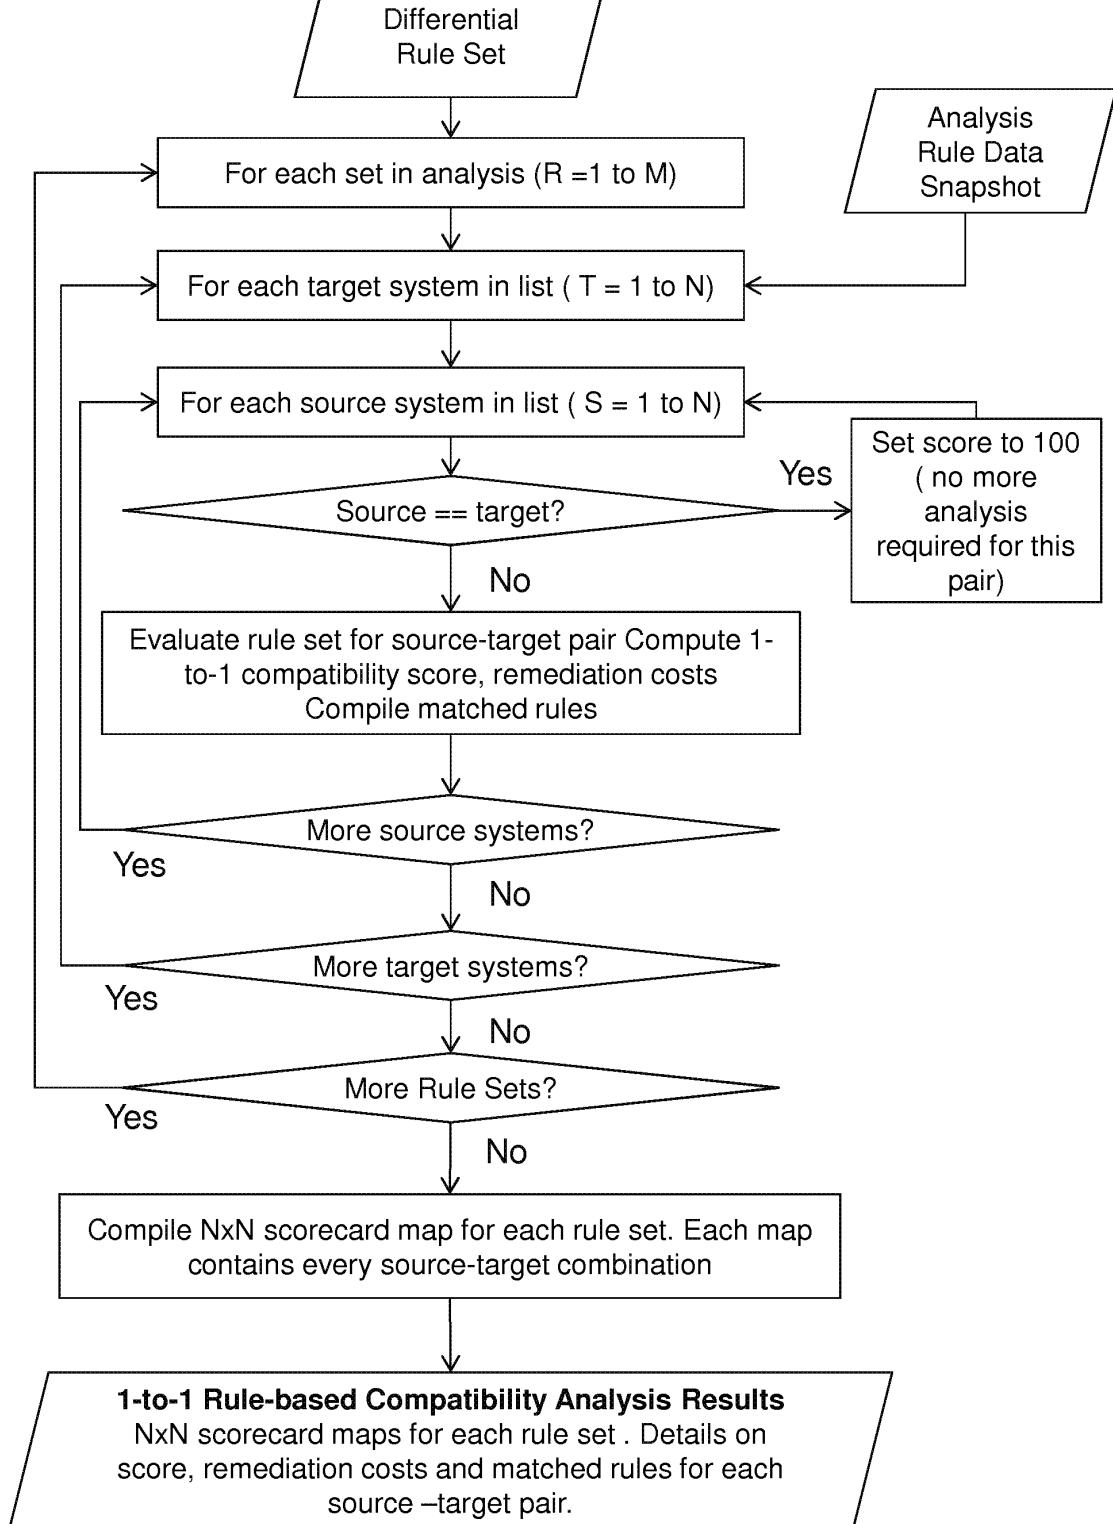 Differential
Rule Set
Analysis
Rule Data
Snapshot
For each set in analysis (R =1 to M)
For each target system in list ( T = 1 to N)
For each source system in list ( S = 1 to N)
Set score to 100
( no more
analysis
required for this
pair)
Yes
Source == target?
No
Evaluate rule set for source-target pair Compute 1-
to-1 compatibility score, remediation costs
Compile matched rules
More source systems?
Yes
No
More target systems?
Yes
No
More Rule Sets?
Yes
No
Compile NxN scorecard map for each rule set. Each map
contains every source-target combination
1-to-1 Rule-based Compatibility Analysis Results
NxN scorecard maps for each rule set . Details on
score, remediation costs and matched rules for each
source –target pair.